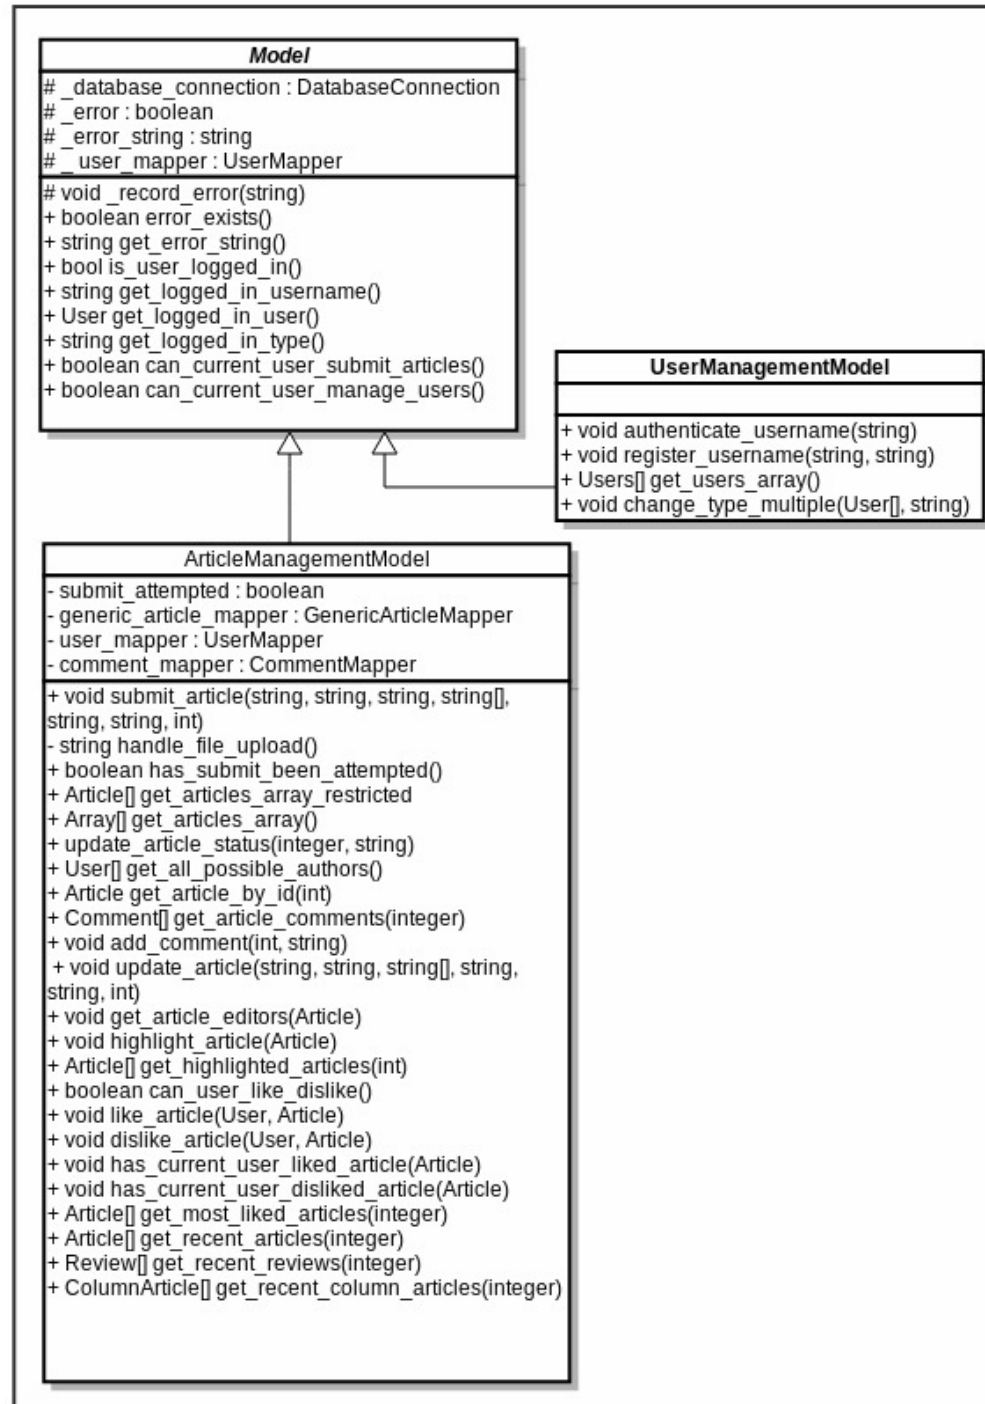 Model
# _database_connection : DatabaseConnection
# _error : boolean
# _error_string : string
# _ user_mapper : UserMapper
# void _record_error(string)
+ boolean error_exists()
+ string get_error_string()
+ bool is_user_logged_in()
+ string get_logged_in_username()
+ User get_logged_in_user()
+ string get_logged_in_type()
+ boolean can_current_user_submit_articles()
+ boolean can_current_user_manage_users()
UserManagementModel
+ void authenticate_username(string)
+ void register_username(string, string)
+ Users[] get_users_array()
+ void change_type_multiple(User[], string)
ArticleManagementModel
- submit_attempted : boolean
- generic_article_mapper : GenericArticleMapper
- user_mapper : UserMapper
- comment_mapper : CommentMapper
+ void submit_article(string, string, string, string[],
string, string, int)
- string handle_file_upload()
+ boolean has_submit_been_attempted()
+ Article[] get_articles_array_restricted
+ Array[] get_articles_array()
+ update_article_status(integer, string)
+ User[] get_all_possible_authors()
+ Article get_article_by_id(int)
+ Comment[] get_article_comments(integer)
+ void add_comment(int, string)
+ void update_article(string, string, string[], string,
string, int)
+ void get_article_editors(Article)
+ void highlight_article(Article)
+ Article[] get_highlighted_articles(int)
+ boolean can_user_like_dislike()
+ void like_article(User, Article)
+ void dislike_article(User, Article)
+ void has_current_user_liked_article(Article)
+ void has_current_user_disliked_article(Article)
+ Article[] get_most_liked_articles(integer)
+ Article[] get_recent_articles(integer)
+ Review[] get_recent_reviews(integer)
+ ColumnArticle[] get_recent_column_articles(integer)